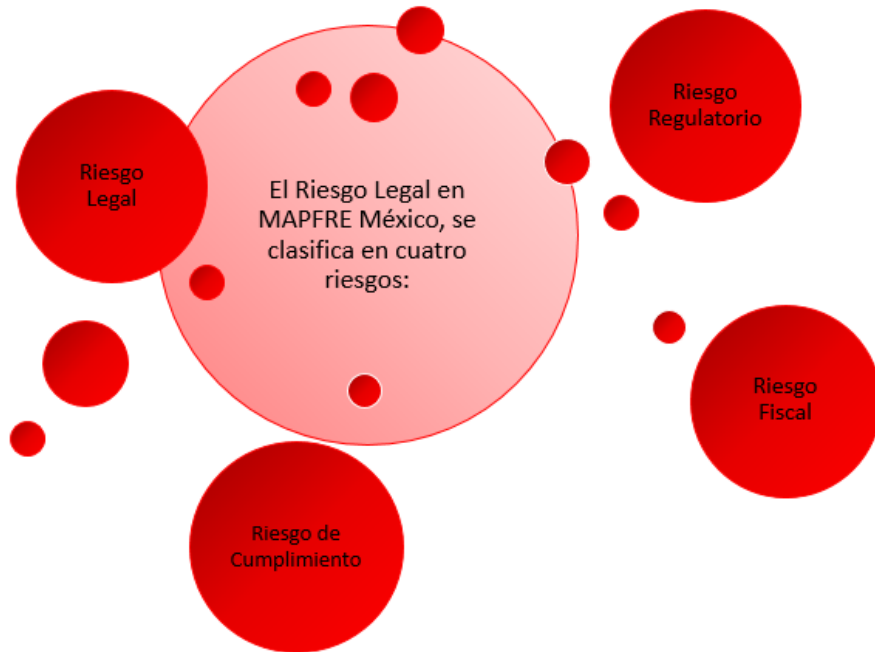 El Riesgo Legal en
MAPFRE México, se
clasifica en cuatro
riesgos:
Riesgo
Legal
Riesgo
Regulatorio
Riesgo
Fiscal
Riesgo de
Cumplimiento